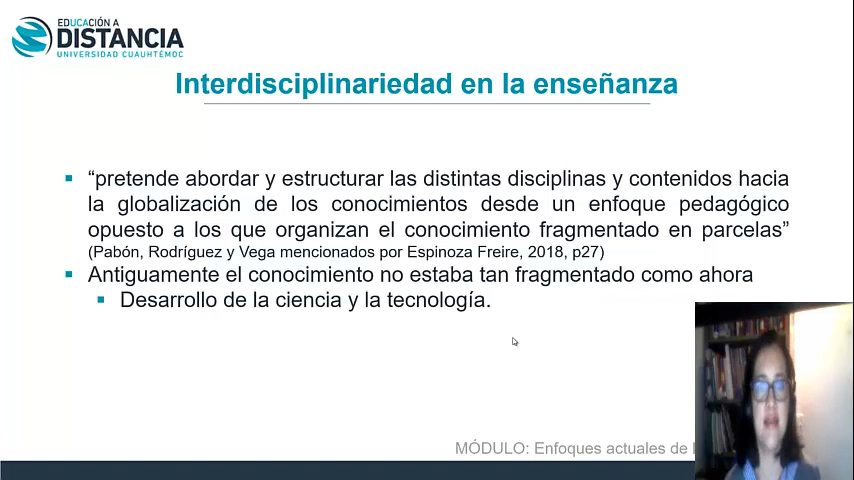 EDUCACIÓN A
DISTANCIA
UNIVERSIDAD CUAUHTÉMOC
Interdisciplinariedad en la enseñanza
“pretende abordar y estructurar las distintas disciplinas y contenidos hacia
la globalización de los conocimientos desde un enfoque pedagógico
opuesto a los que organizan el conocimiento fragmentado en parcelas”
(Pabón, Rodríguez y Vega mencionados por Espinoza Freire, 2018, p27)
Antiguamente el conocimiento no estaba tan fragmentado como ahora
Desarrollo de la ciencia y la tecnología.
MÓDULO: Enfoques actuales de